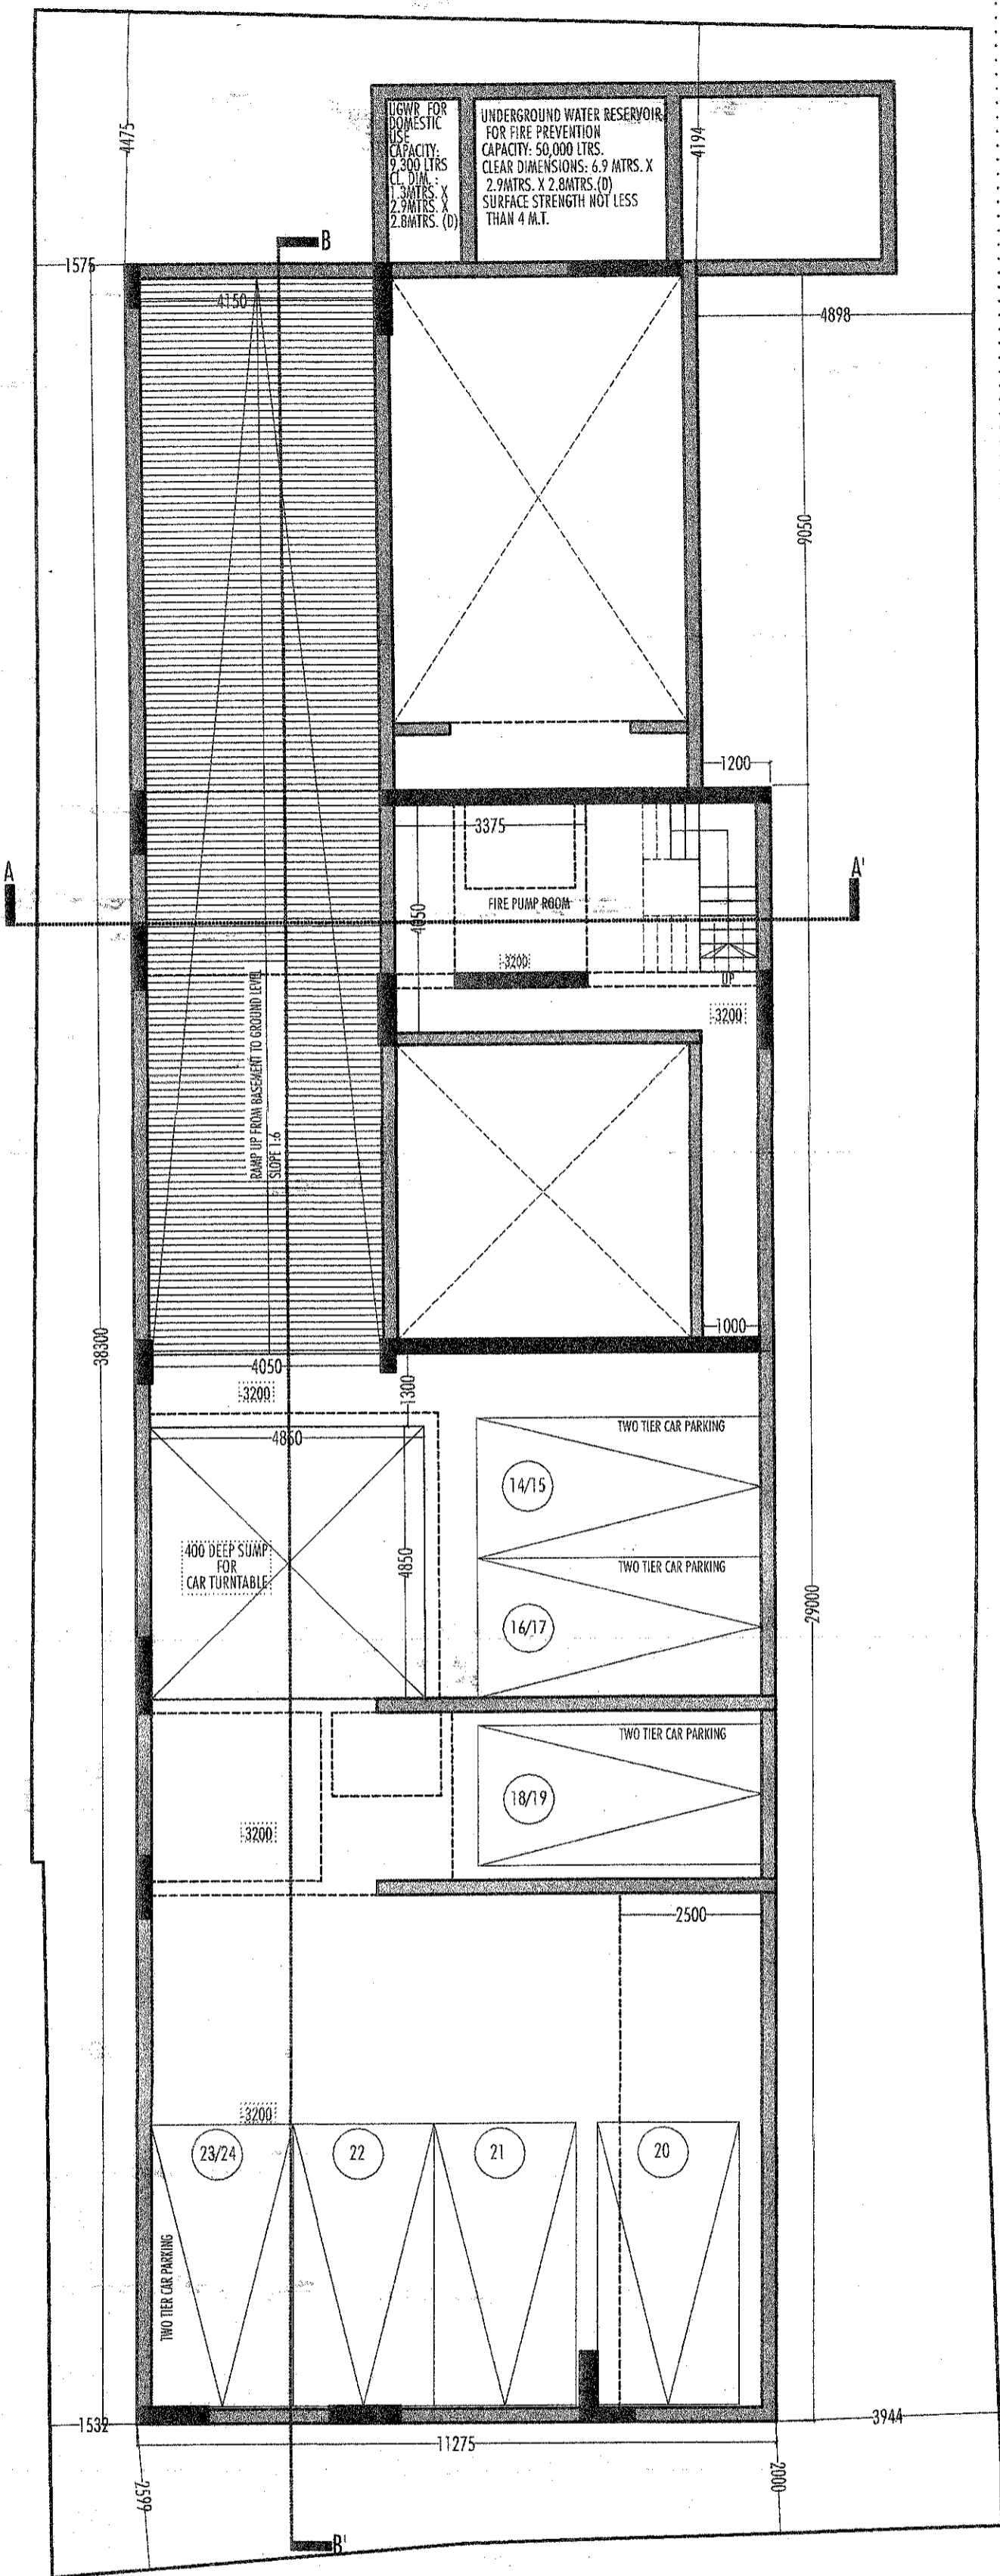 4475
4194
UGWR FOR
DOMESTIC
USE
CAPACITY:
9,300 LTRS
CL. DIM. :
1.3MTRS. X
2.9MTRS. X
2.8MTRS. (D)
UNDERGROUND WATER RESERVOIR
FOR FIRE PREVENTION
CAPACITY: 50,000 LTRS.
CLEAR DIMENSIONS: 6.9 MTRS. X
2.9MTRS. X 2.8MTRS.(D)
SURFACE STRENGTH NOT LESS
THAN 4 M.T.
B
1575
4150
4898
9050
1200
3375
A
A'
FIRE PUMP ROOM
-3200
UP
-3200
RAMP UP FROM BASEMENT TO GROUND LEVEL
SLOPE 1:6
1000
38300
4050
-3200
1300
TWO TIER CAR PARKING
14/15
400 DEEP SUMP
FOR
CAR TURNTABLE
4850
TWO TIER CAR PARKING
16/17
29000
TWO TIER CAR PARKING
18/19
-3200
2500
-3200
23/24
22
21
20
TWO TIER CAR PARKING
1532
3944
11275
2599
2000
B'